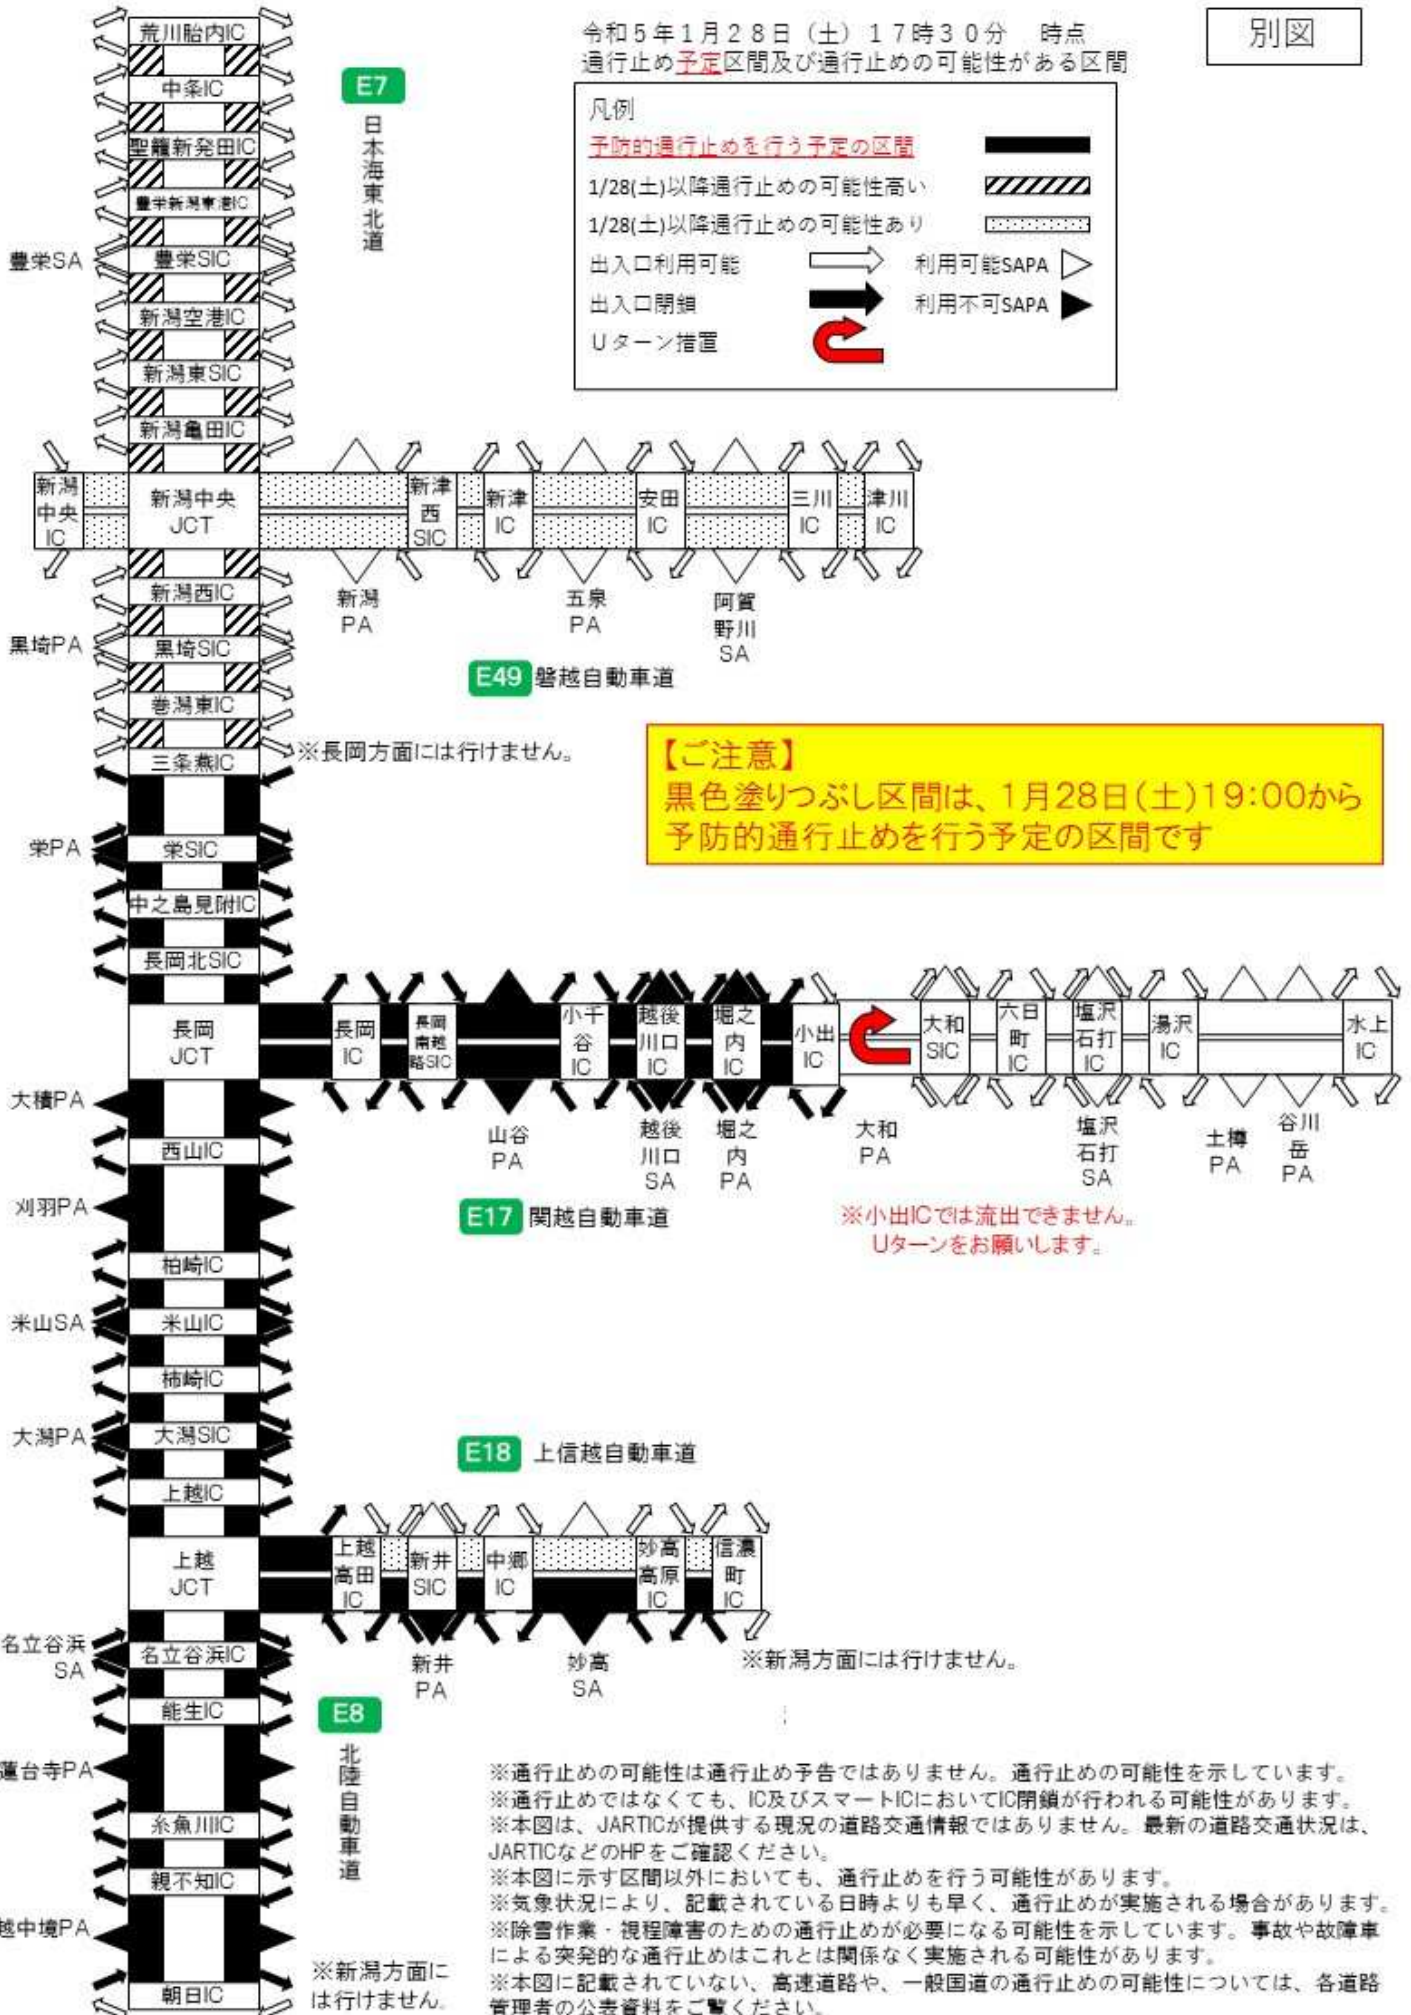 別図
令和5年1月28日（土）17時30分　時点
通行止め予定区間及び通行止めの可能性がある区間
凡例
予防的通行止めを行う予定の区間
1/28(土)以降通行止めの可能性高い
1/28(土)以降通行止めの可能性あり
出入口利用可能
利用可能SAPA
出入口閉鎖
利用不可SAPA
Uターン措置
E7
日本海東北道
荒川胎内IC
中条IC
聖籠新発田IC
豊栄新潟東港IC
豊栄SA
豊栄SIC
新潟空港IC
新潟東SIC
新潟亀田IC
新潟中央IC
新潟中央JCT
新津西SIC
新津IC
安田IC
三川IC
津川IC
新潟PA
五泉PA
阿賀野川SA
E49 磐越自動車道
新潟西IC
黒埼PA
黒埼SIC
巻潟東IC
三条燕IC
※長岡方面には行けません。
【ご注意】
黒色塗りつぶし区間は、1月28日(土)19:00から
予防的通行止めを行う予定の区間です
栄PA
栄SIC
中之島見附IC
長岡北SIC
長岡JCT
長岡IC
長岡南越路SIC
小千谷IC
越後川口IC
堀之内IC
小出IC
大和SIC
六日町IC
塩沢石打IC
湯沢IC
水上IC
山谷PA
越後川口SA
堀之内PA
大和PA
塩沢石打SA
土樽PA
谷川岳PA
E17 関越自動車道
※小出ICでは流出できません。
Uターンをお願いします。
大積PA
西山IC
刈羽PA
柏崎IC
米山SA
米山IC
柿崎IC
大潟PA
大潟SIC
上越IC
E18 上信越自動車道
上越JCT
上越高田IC
新井SIC
中郷IC
妙高高原IC
信濃町IC
新井PA
妙高SA
※新潟方面には行けません。
名立谷浜SA
名立谷浜IC
能生IC
E8
北陸自動車道
蓮台寺PA
糸魚川IC
親不知IC
越中境PA
朝日IC
※新潟方面に
は行けません。
※通行止めの可能性は通行止め予告ではありません。通行止めの可能性を示しています。
※通行止めではなくても、IC及びスマートICにおいてIC閉鎖が行われる可能性があります。
※本図は、JARTICが提供する現況の道路交通情報ではありません。最新の道路交通状況は、
JARTICなどのHPをご確認ください。
※本図に示す区間以外においても、通行止めを行う可能性があります。
※気象状況により、記載されている日時よりも早く、通行止めが実施される場合があります。
※除雪作業・視程障害のための通行止めが必要になる可能性を示しています。事故や故障車
による突発的な通行止めはこれとは関係なく実施される可能性があります。
※本図に記載されていない、高速道路や、一般国道の通行止めの可能性については、各道路
管理者の公表資料をご覧ください。